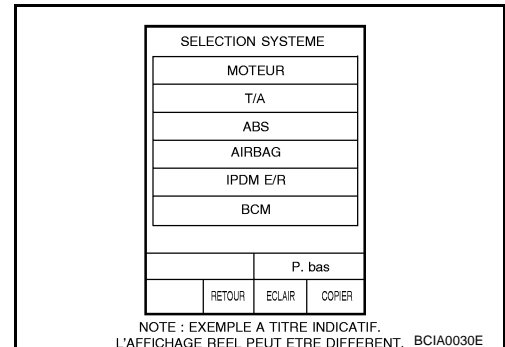 SELECTION SYSTEME
MOTEUR
T/A
ABS
AIRBAG
IPDM E/R
BCM
P. bas
RETOUR ECLAIR COPIER
NOTE : EXEMPLE A TITRE INDICATIF.
L'AFFICHAGE REEL PEUT ETRE DIFFERENT. BCIA0030E